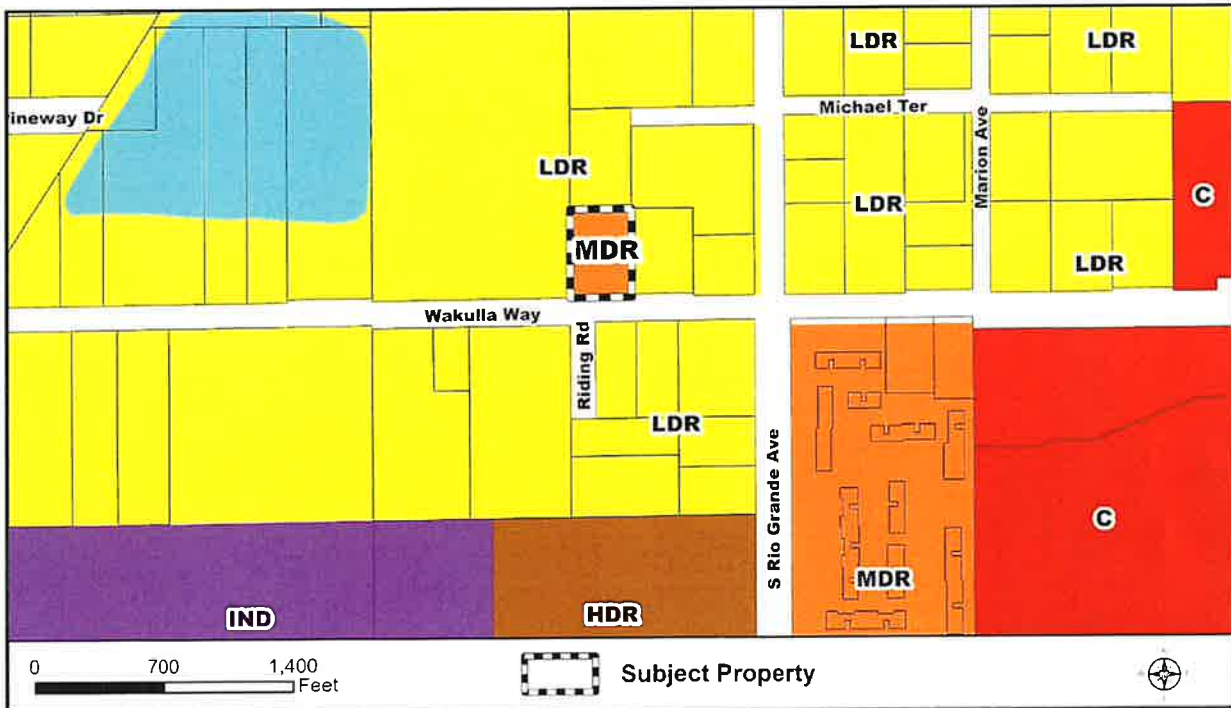 LDR
LDR
ineway Dr
Michael Ter
Marion Ave
LDR
C
LDR
MDR
LDR
Wakulla Way
Riding Rd
LDR
S Rio Grande Ave
C
MDR
IND
HDR
0 700 1,400
Feet
Subject Property